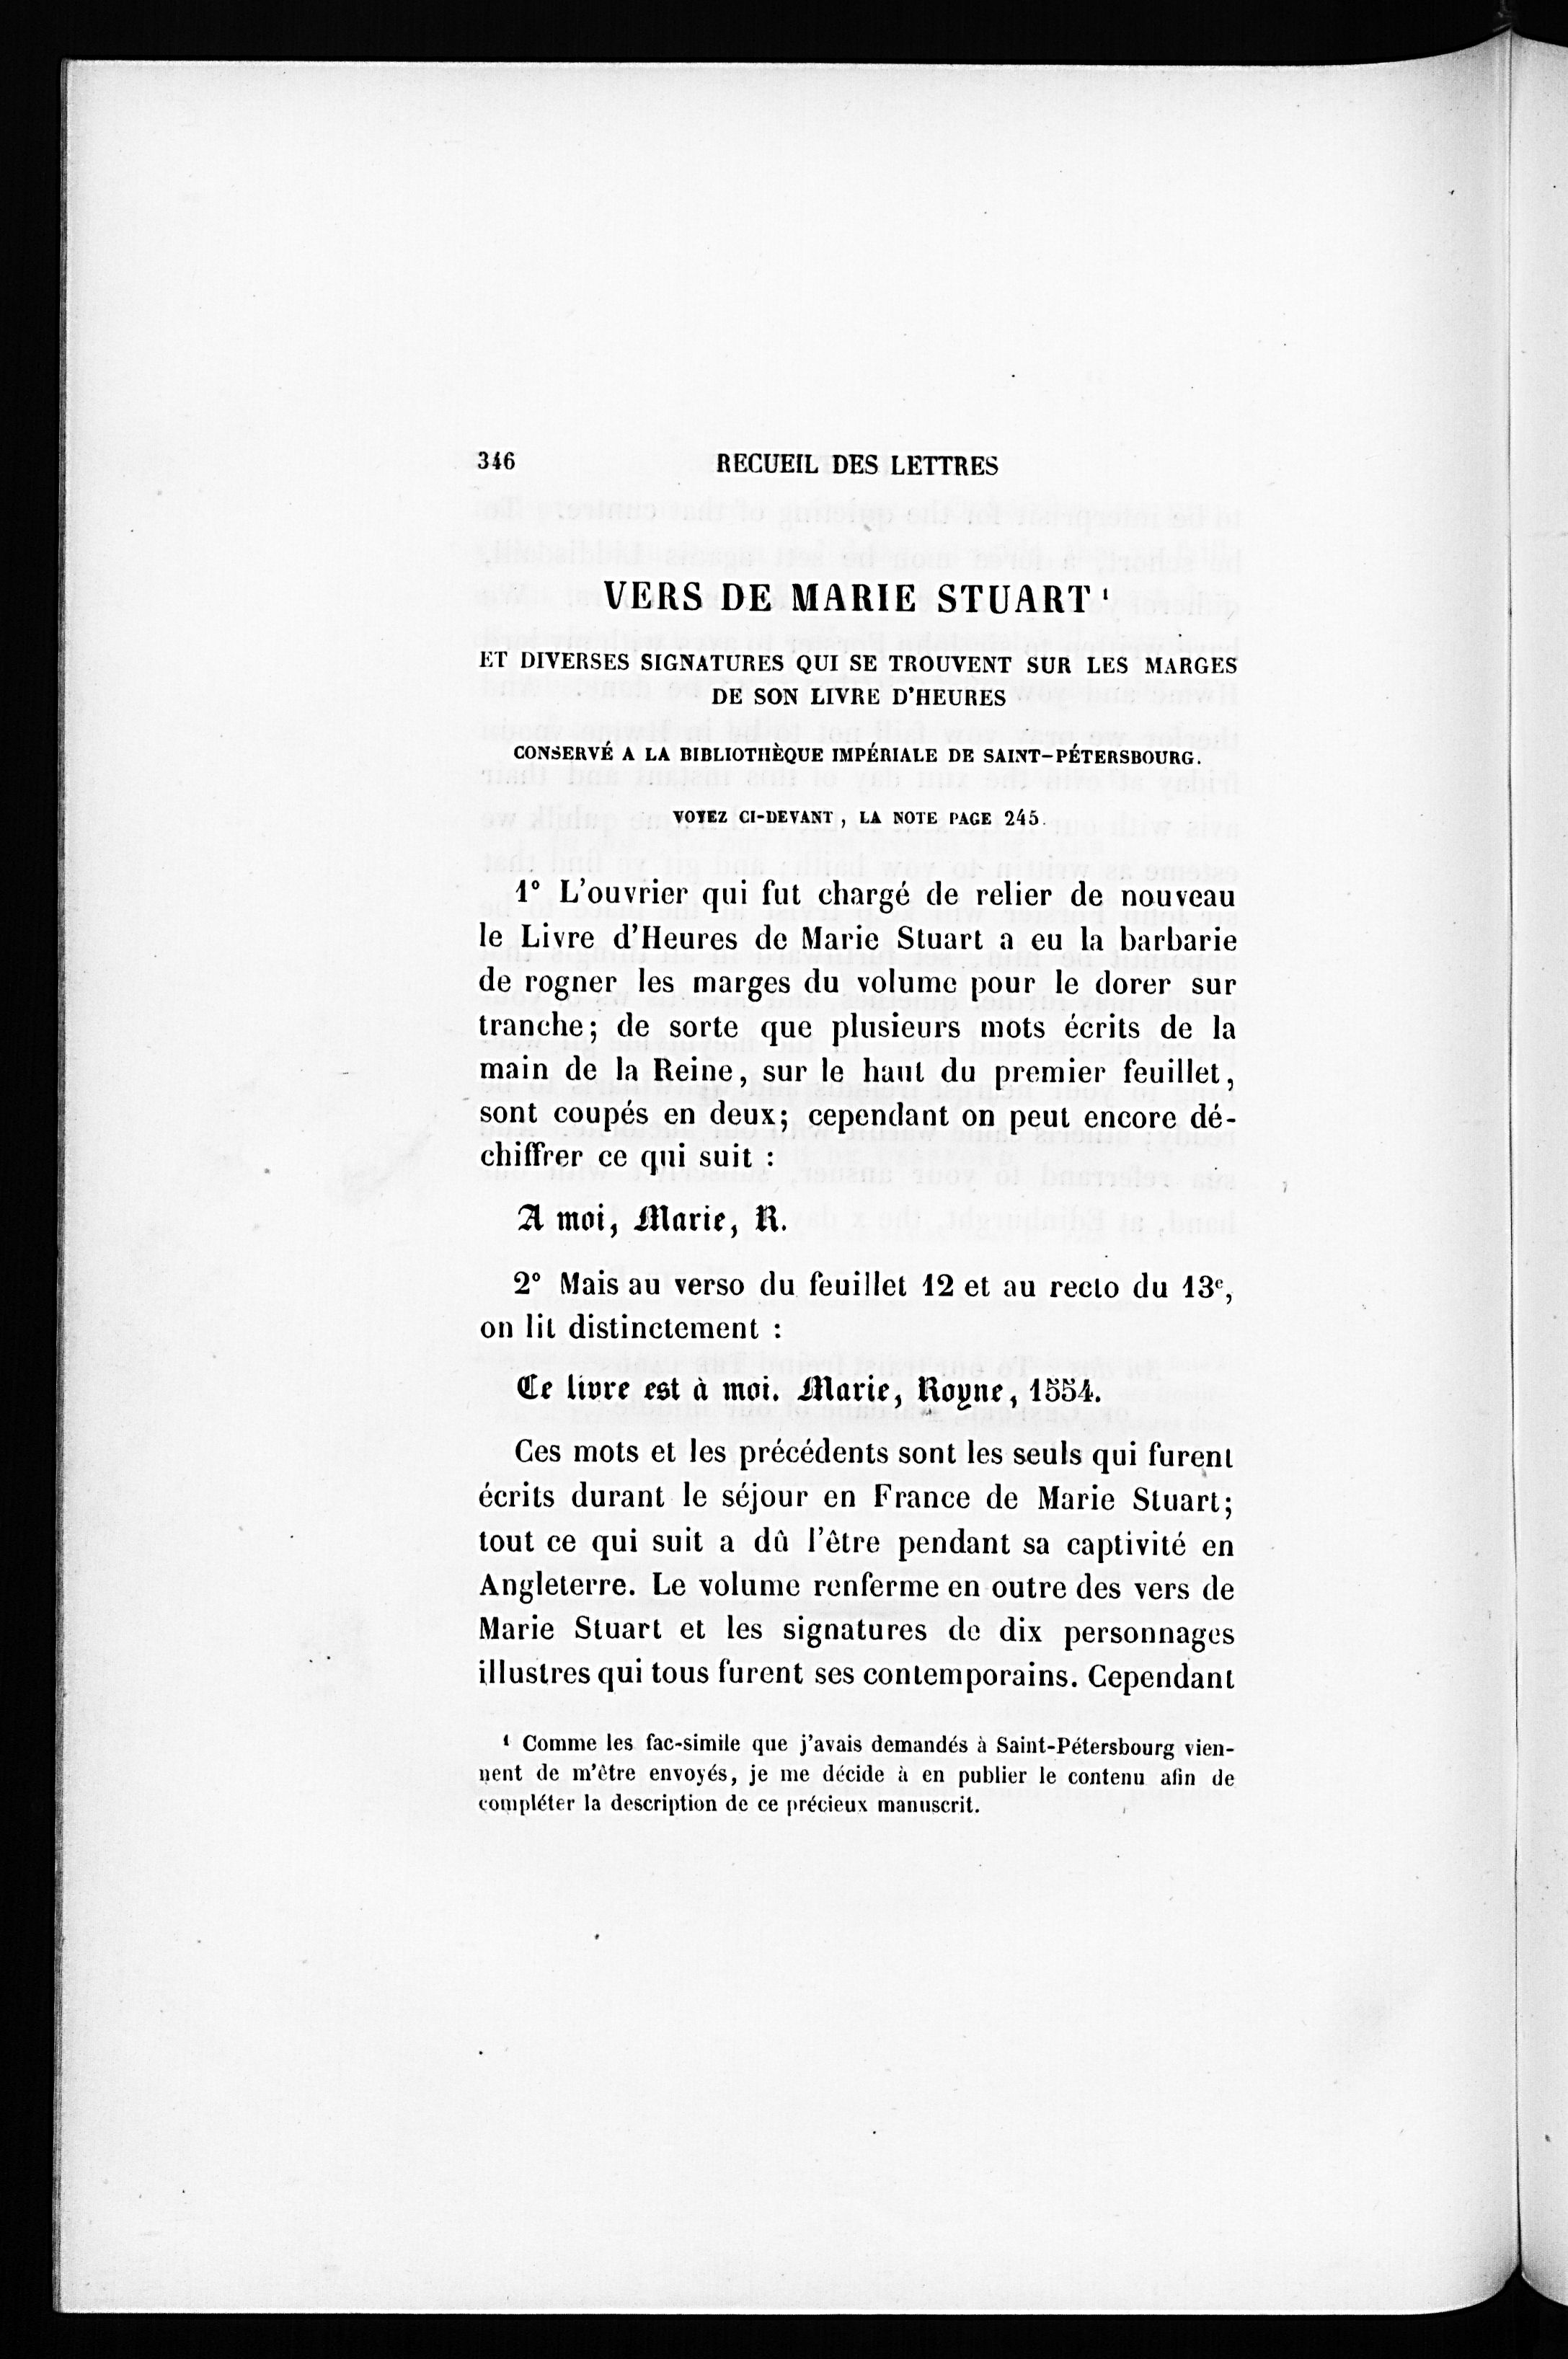 346 RECUEIL DES LETTRES
VERS DE MARIE STUART ¹
ET DIVERSES SIGNATURES QUI SE TROUVENT SUR LES MARGES
DE SON LIVRE D'HEURES
CONSERVÉ A LA BIBLIOTHÈQUE IMPÉRIALE DE SAINT-PÉTERSBOURG.
VOYEZ CI-DEVANT, LA NOTE PAGE 245.
1° L'ouvrier qui fut chargé de relier de nouveau
le Livre d'Heures de Marie Stuart a eu la barbarie
de rogner les marges du volume pour le dorer sur
tranche; de sorte que plusieurs mots écrits de la
main de la Reine, sur le haut du premier feuillet,
sont coupés en deux; cependant on peut encore dé-
chiffrer ce qui suit :
A moi, Marie, R.
2° Mais au verso du feuillet 12 et au recto du 13e,
on lit distinctement :
Ce livre est à moi. Marie, Royne, 1554.
Ces mots et les précédents sont les seuls qui furent
écrits durant le séjour en France de Marie Stuart;
tout ce qui suit a dû l'être pendant sa captivité en
Angleterre. Le volume renferme en outre des vers de
Marie Stuart et les signatures de dix personnages
illustres qui tous furent ses contemporains. Cependant
¹ Comme les fac-simile que j'avais demandés à Saint-Pétersbourg vien-
nent de m'être envoyés, je me décide à en publier le contenu afin de
compléter la description de ce précieux manuscrit.